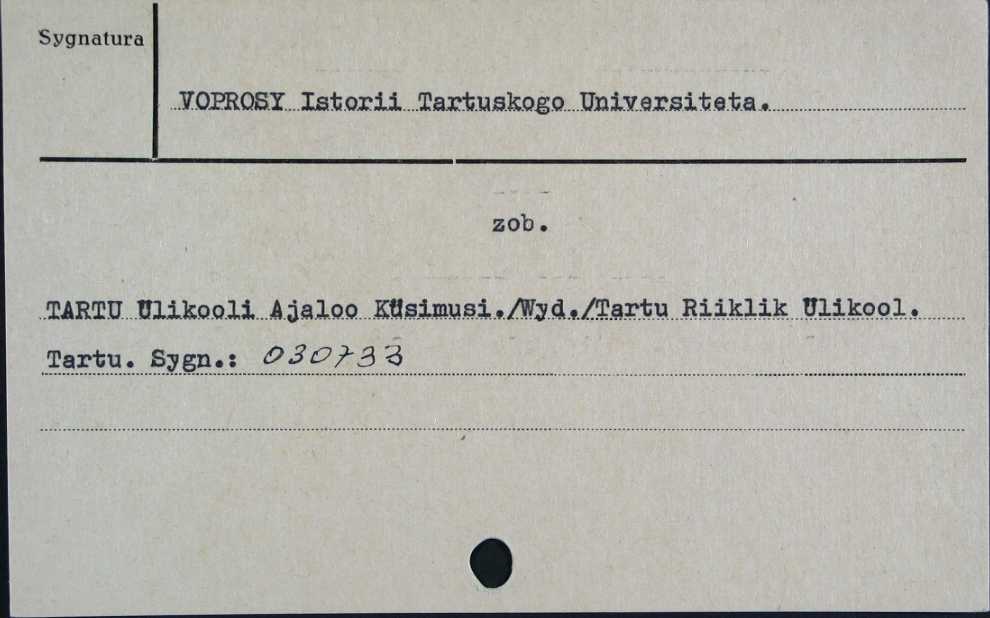 Sygnatura
VOPROSY Istorii Tartuskogo Universiteta.
zob.
TARTU Ülikooli Ajaloo Küsimusi./Wyd./Tartu Riiklik Ülikool.
Tartu. Sygn.: 030733